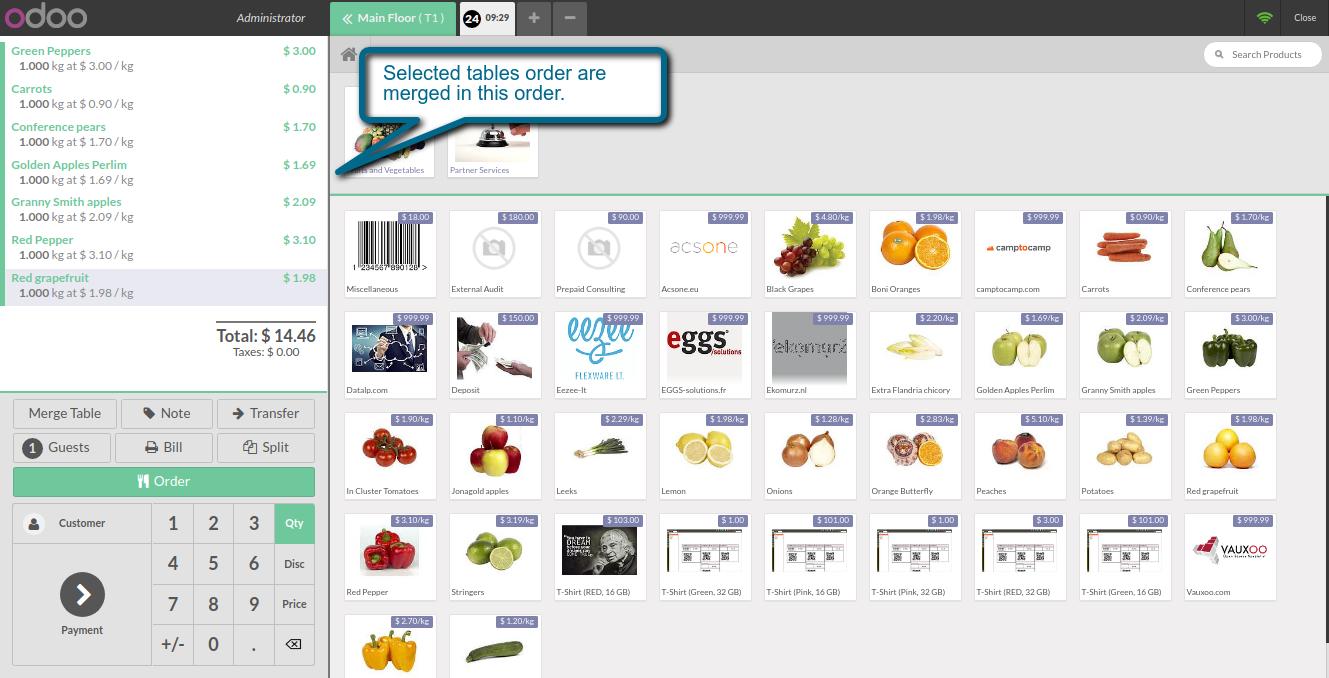 odoo
Administrator
Main Floor ( T1 )
24 09:29
+
−
Close
Green Peppers $ 3.00
1.000 kg at $ 3.00 / kg
Carrots $ 0.90
1.000 kg at $ 0.90 / kg
Conference pears $ 1.70
1.000 kg at $ 1.70 / kg
Golden Apples Perlim $ 1.69
1.000 kg at $ 1.69 / kg
Granny Smith apples $ 2.09
1.000 kg at $ 2.09 / kg
Red Pepper $ 3.10
1.000 kg at $ 3.10 / kg
Red grapefruit $ 1.98
1.000 kg at $ 1.98 / kg
Total: $ 14.46
Taxes: $ 0.00
Merge Table Note Transfer
1 Guests Bill Split
Order
Customer
Payment
1 2 3 Qty
4 5 6 Disc
7 8 9 Price
+/- 0 .
Search Products
Selected tables order are
merged in this order.
and Vegetables Partner Services
$ 18.00 $ 180.00 $ 90.00 $ 999.99 $ 4.80/kg $ 1.98/kg $ 999.99 $ 0.90/kg $ 1.70/kg
1 234567 890128 > acsone camptocamp
Miscellaneous External Audit Prepaid Consulting Acsone.eu Black Grapes Boni Oranges camptocamp.com Carrots Conference pears
$ 999.99 $ 150.00 $ 999.99 $ 999.99 $ 999.99 $ 2.20/kg $ 1.69/kg $ 2.09/kg $ 3.00/kg
eezee
FLEXWARE LT.
eggs
/solutions
Datalp.com Deposit Eezee-It EGGS-solutions.fr Ekomurz.nl Extra Flandria chicory Golden Apples Perlim Granny Smith apples Green Peppers
$ 1.90/kg $ 1.10/kg $ 2.29/kg $ 1.98/kg $ 1.28/kg $ 2.83/kg $ 5.10/kg $ 1.39/kg $ 1.98/kg
In Cluster Tomatoes Jonagold apples Leeks Lemon Onions Orange Butterfly Peaches Potatoes Red grapefruit
$ 3.10/kg $ 3.19/kg $ 103.00 $ 1.00 $ 101.00 $ 1.00 $ 3.00 $ 101.00 $ 999.99
DREAM
VAUXOO
Red Pepper Stringers T-Shirt (RED, 16 GB) T-Shirt (Green, 32 GB) T-Shirt (Pink, 16 GB) T-Shirt (Pink, 32 GB) T-Shirt (RED, 32 GB) T-Shirt (Green, 16 GB) Vauxoo.com
$ 2.70/kg $ 1.20/kg